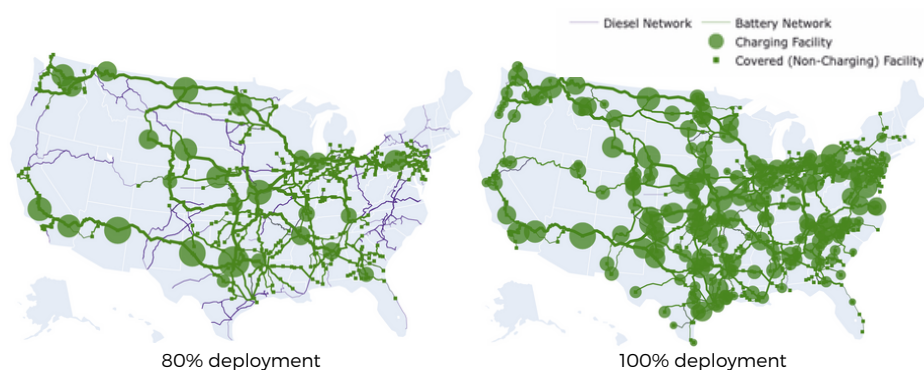 Diesel Network
Battery Network
Charging Facility
Covered (Non-Charging) Facility
80% deployment
100% deployment